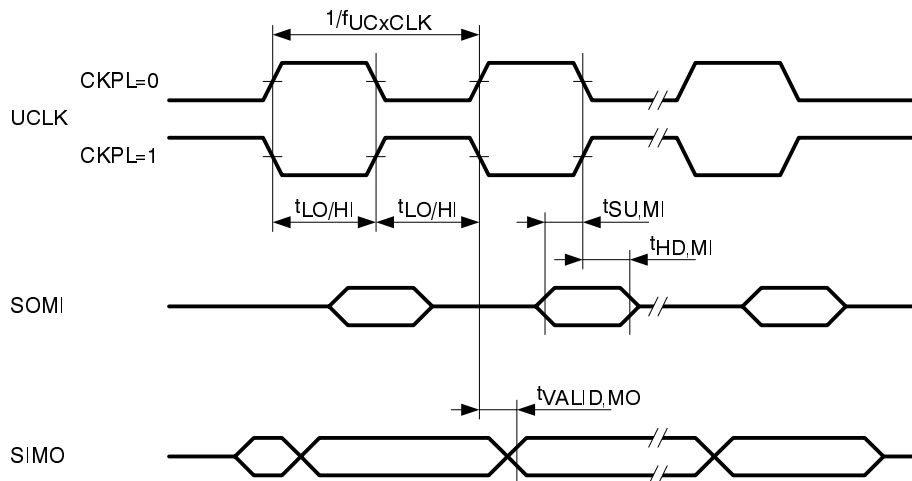 1/fUCxCLK
CKPL=0
UCLK
CKPL=1
tLO/HI tLO/HI tSU,MI
tHD,MI
SOMI
tVALID,MO
SIMO